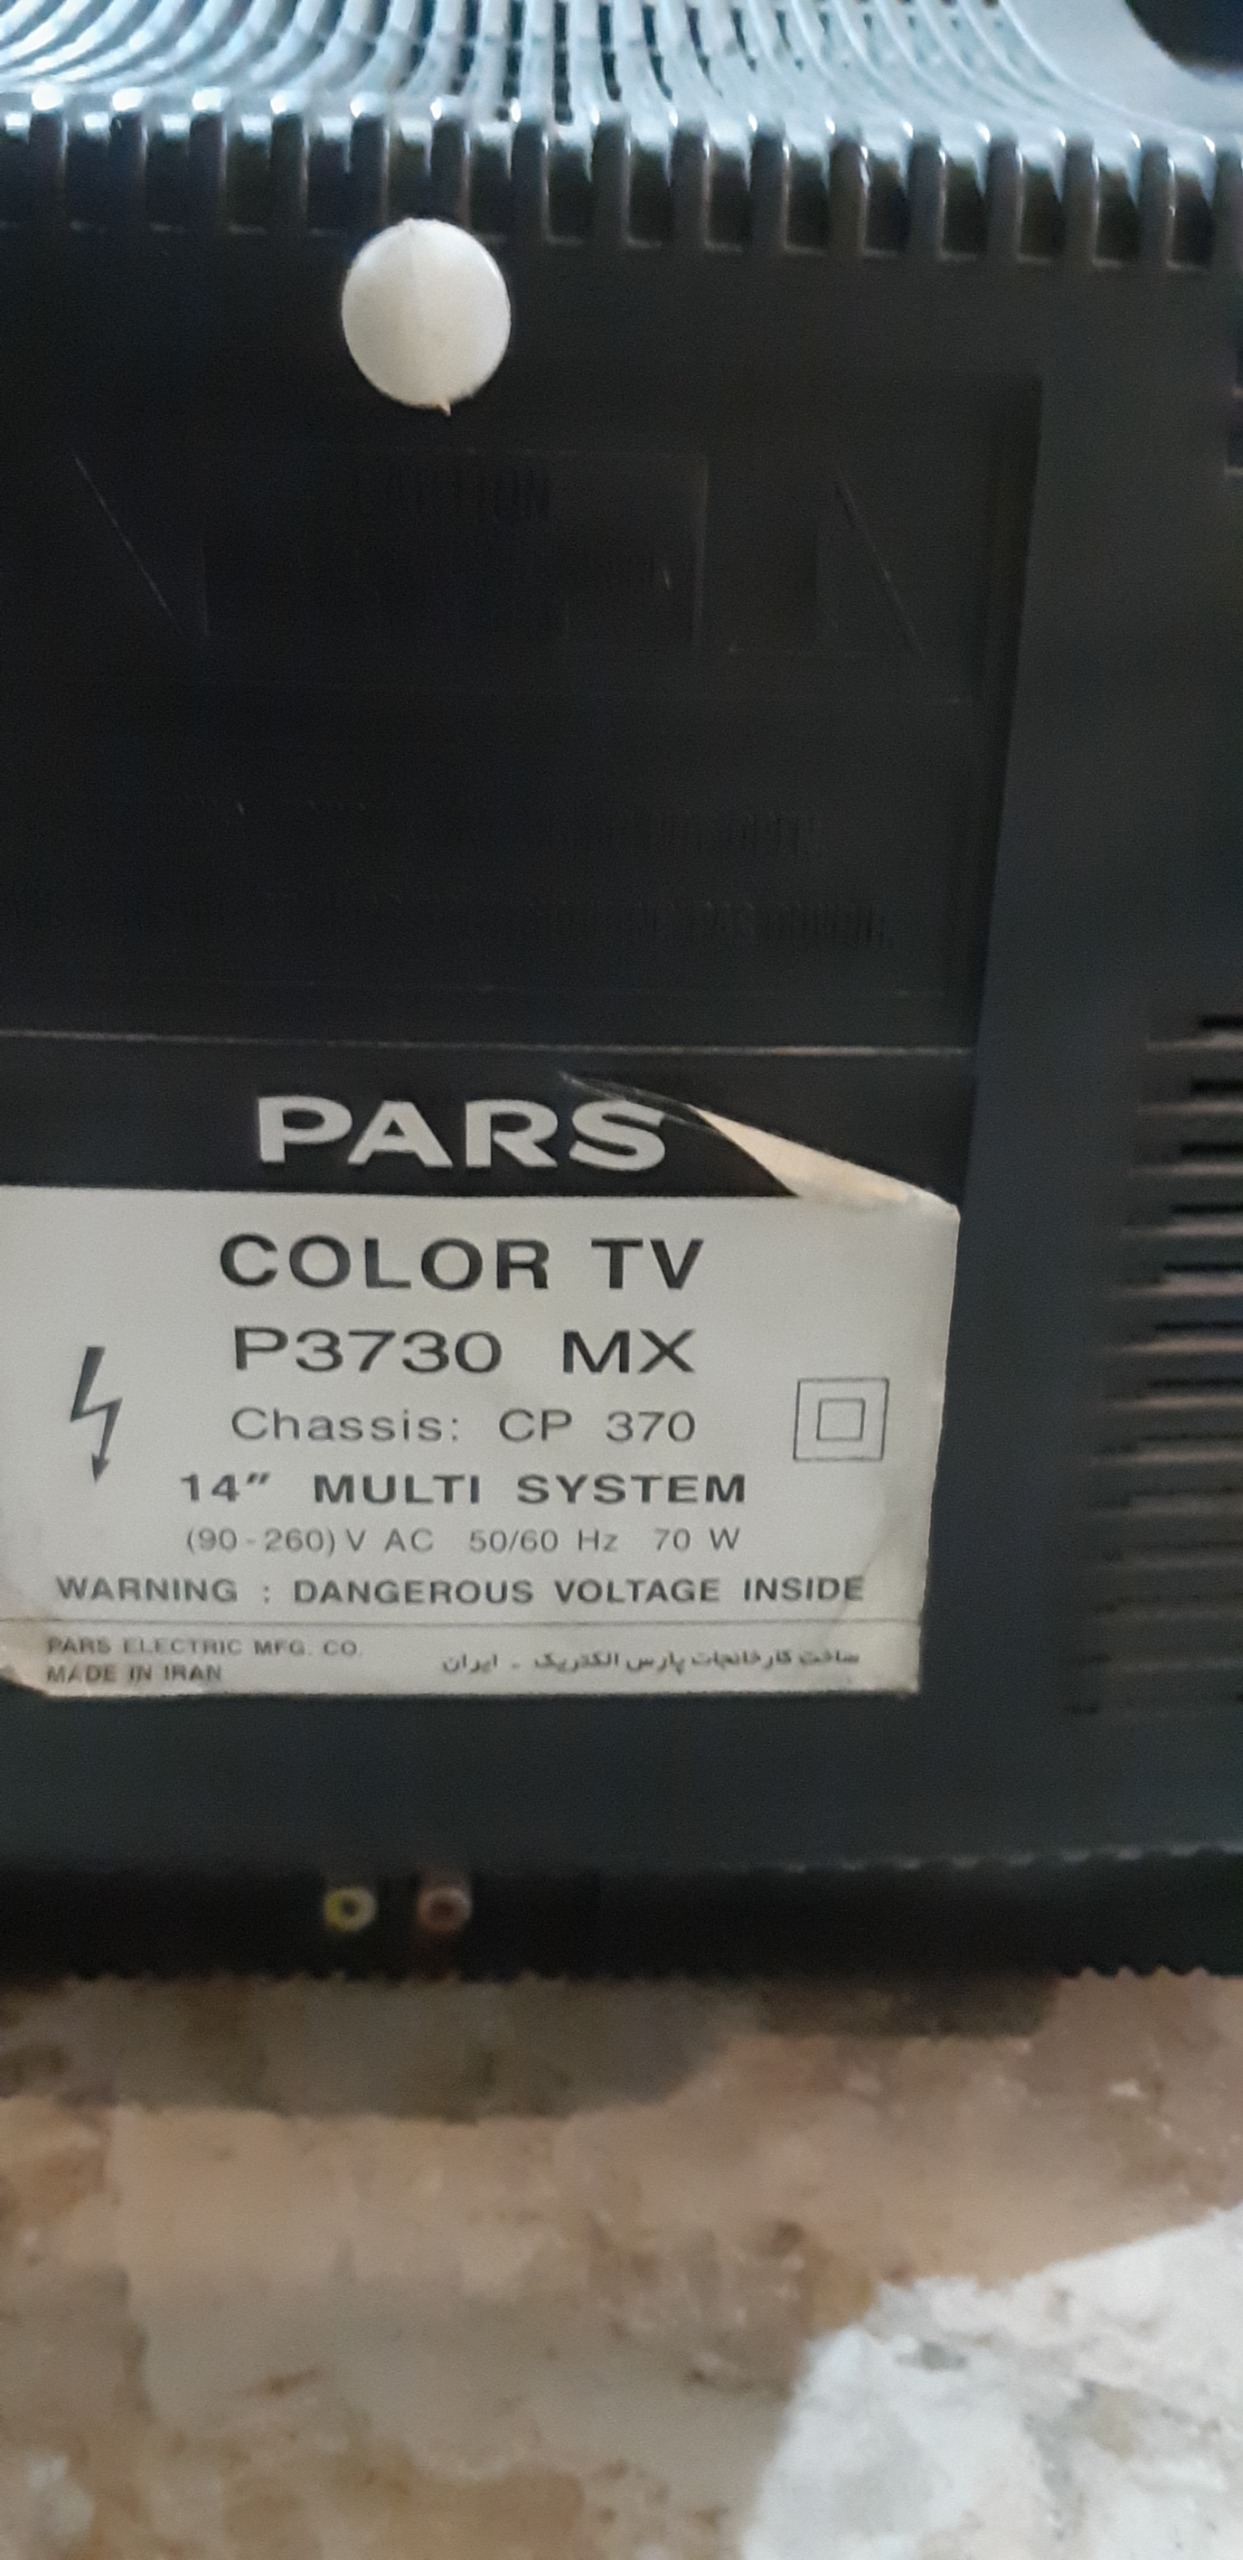 CAUTION
PARS
COLOR TV
P3730 MX
Chassis: CP 370
14" MULTI SYSTEM
(90-260) V AC 50/60 Hz 70 W
WARNING : DANGEROUS VOLTAGE INSIDE
PARS ELECTRIC MFG. CO.
MADE IN IRAN
ساخت کارخانجات پارس الکتریک - ایران